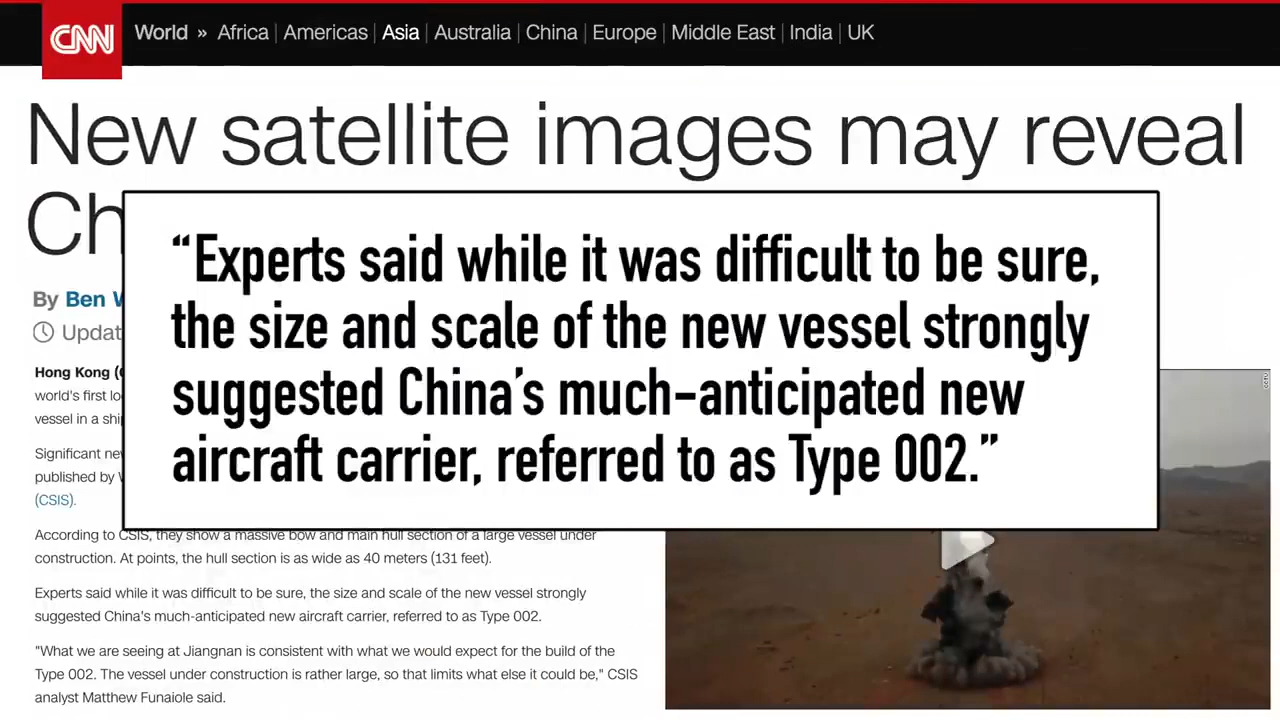 CNN World » Africa | Americas | Asia | Australia | China | Europe | Middle East | India | UK
New satellite images may reveal
Ch
“Experts said while it was difficult to be sure,
the size and scale of the new vessel strongly
suggested China’s much-anticipated new
aircraft carrier, referred to as Type 002.”
By Ben W
Updat
Hong Kong (
world's first lo
vessel in a ship
Significant new
published by
(CSIS).
According to CSIS, they show a massive bow and main hull section of a large vessel under
construction. At points, the hull section is as wide as 40 meters (131 feet).
Experts said while it was difficult to be sure, the size and scale of the new vessel strongly
suggested China's much-anticipated new aircraft carrier, referred to as Type 002.
"What we are seeing at Jiangnan is consistent with what we would expect for the build of the
Type 002. The vessel under construction is rather large, so that limits what else it could be," CSIS
analyst Matthew Funaiole said.